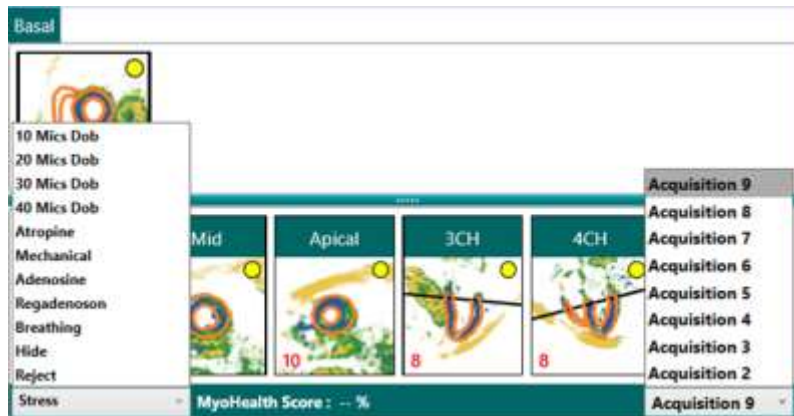 Basal
10 Mics Dob
20 Mics Dob
30 Mics Dob
40 Mics Dob
Atropine
Mechanical
Adenosine
Regadenoson
Breathing
Hide
Reject
Stress
Mid
Apical
3CH
4CH
10
8
8
MyoHealth Score : -- %
Acquisition 9
Acquisition 8
Acquisition 7
Acquisition 6
Acquisition 5
Acquisition 4
Acquisition 3
Acquisition 2
Acquisition 9